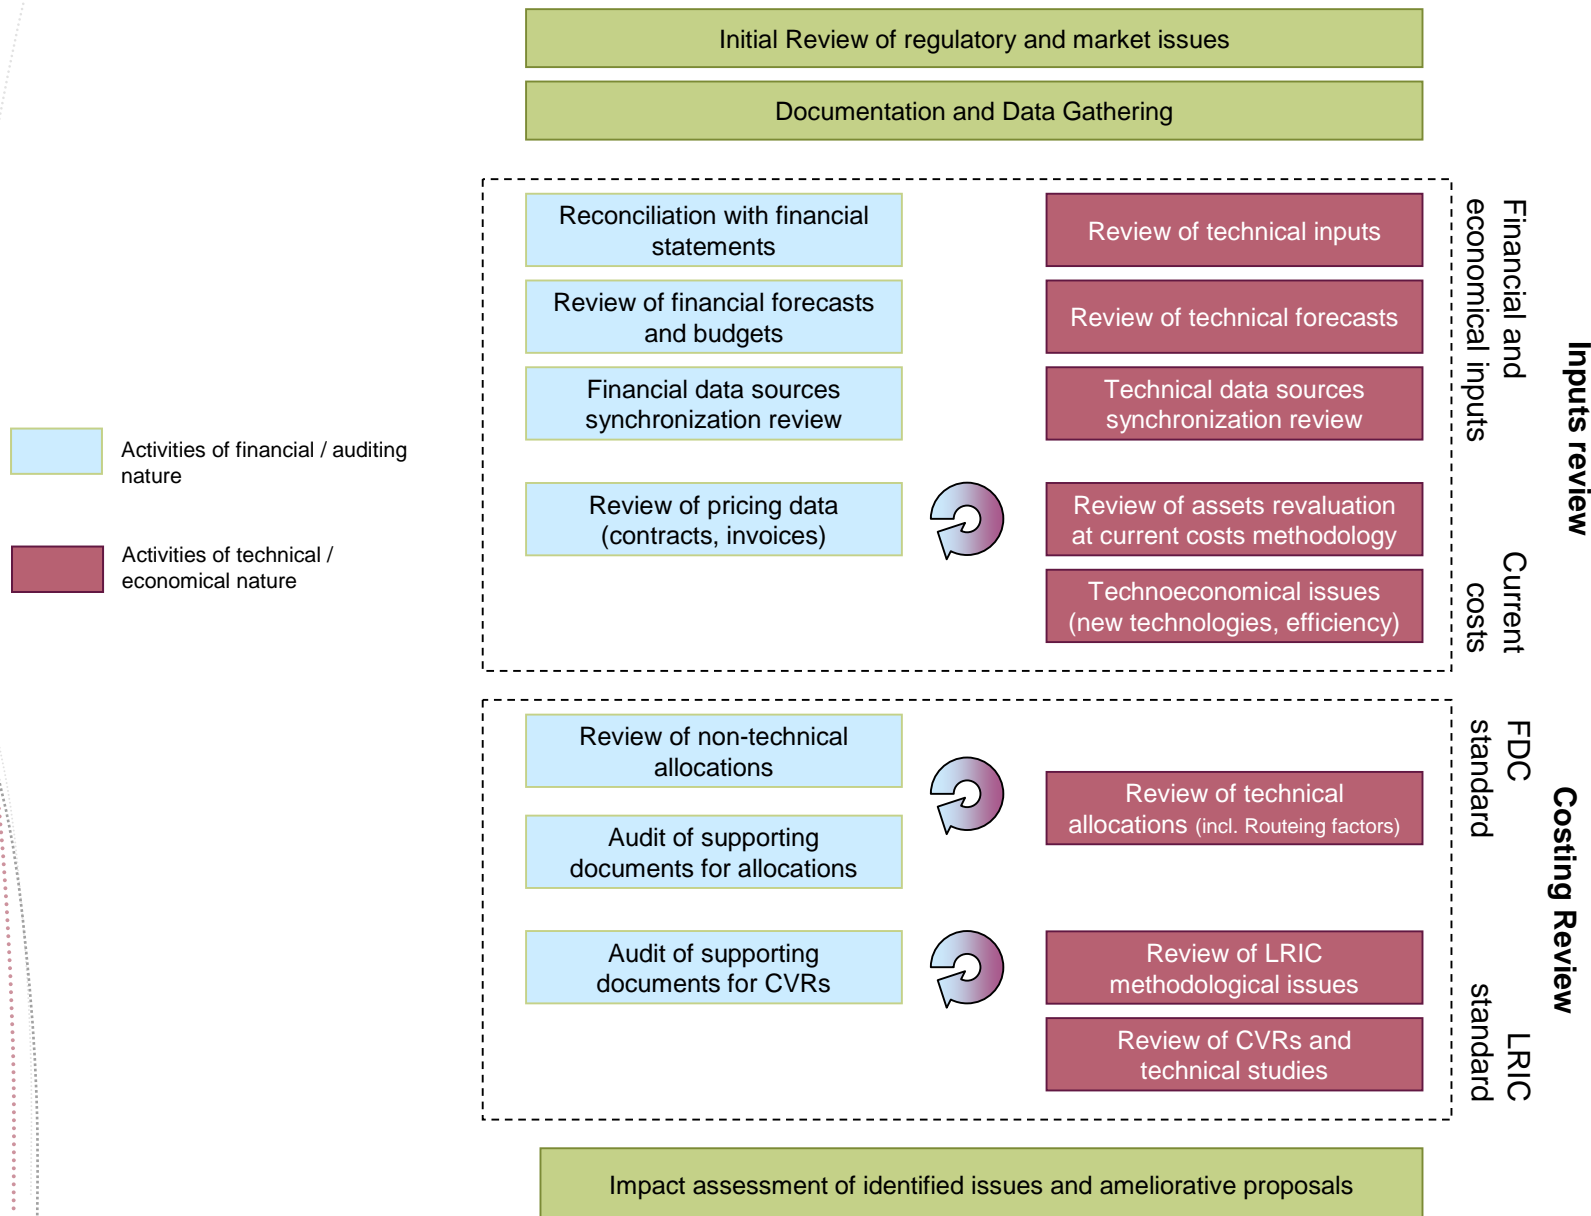 Initial Review of regulatory and market issues
Documentation and Data Gathering
Reconciliation with financial
statements
Review of technical inputs
Review of financial forecasts
and budgets
Review of technical forecasts
Financial data sources
synchronization review
Technical data sources
synchronization review
Financial and
economical inputs
Inputs review
Activities of financial / auditing
nature
Activities of technical /
economical nature
Review of pricing data
(contracts, invoices)
Review of assets revaluation
at current costs methodology
Technoeconomical issues
(new technologies, efficiency)
Current
costs
Review of non-technical
allocations
Audit of supporting
documents for allocations
Review of technical
allocations (incl. Routeing factors)
FDC
standard
Costing Review
Audit of supporting
documents for CVRs
Review of LRIC
methodological issues
Review of CVRs and
technical studies
LRIC
standard
Impact assessment of identified issues and ameliorative proposals